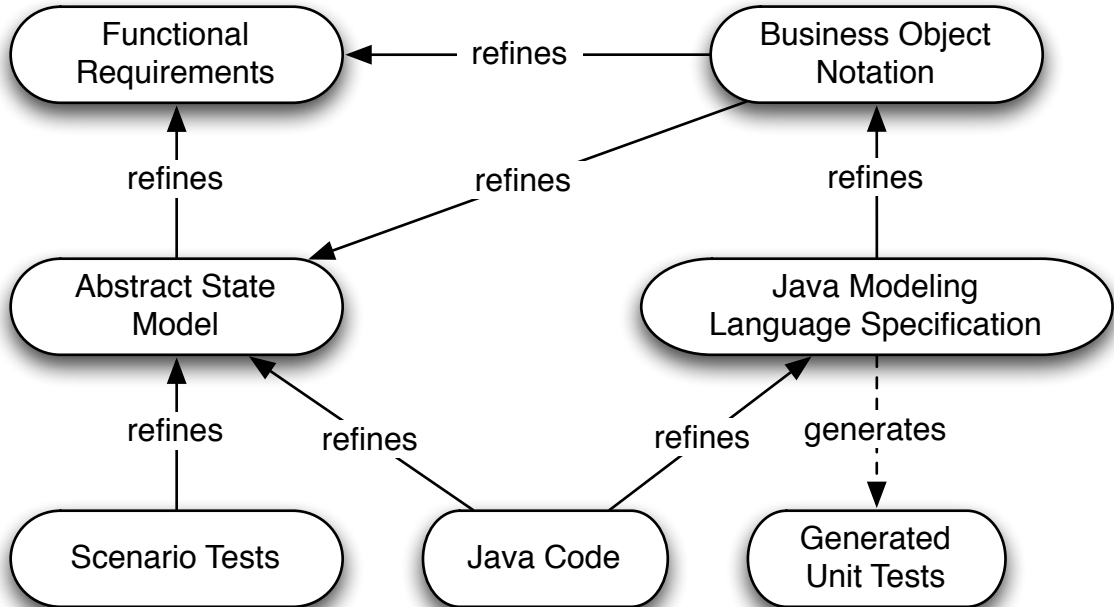 Functional
Requirements
refines
Business Object
Notation
refines
refines
refines
Abstract State
Model
Java Modeling
Language Specification
refines
refines
refines
generates
Scenario Tests
Java Code
Generated
Unit Tests